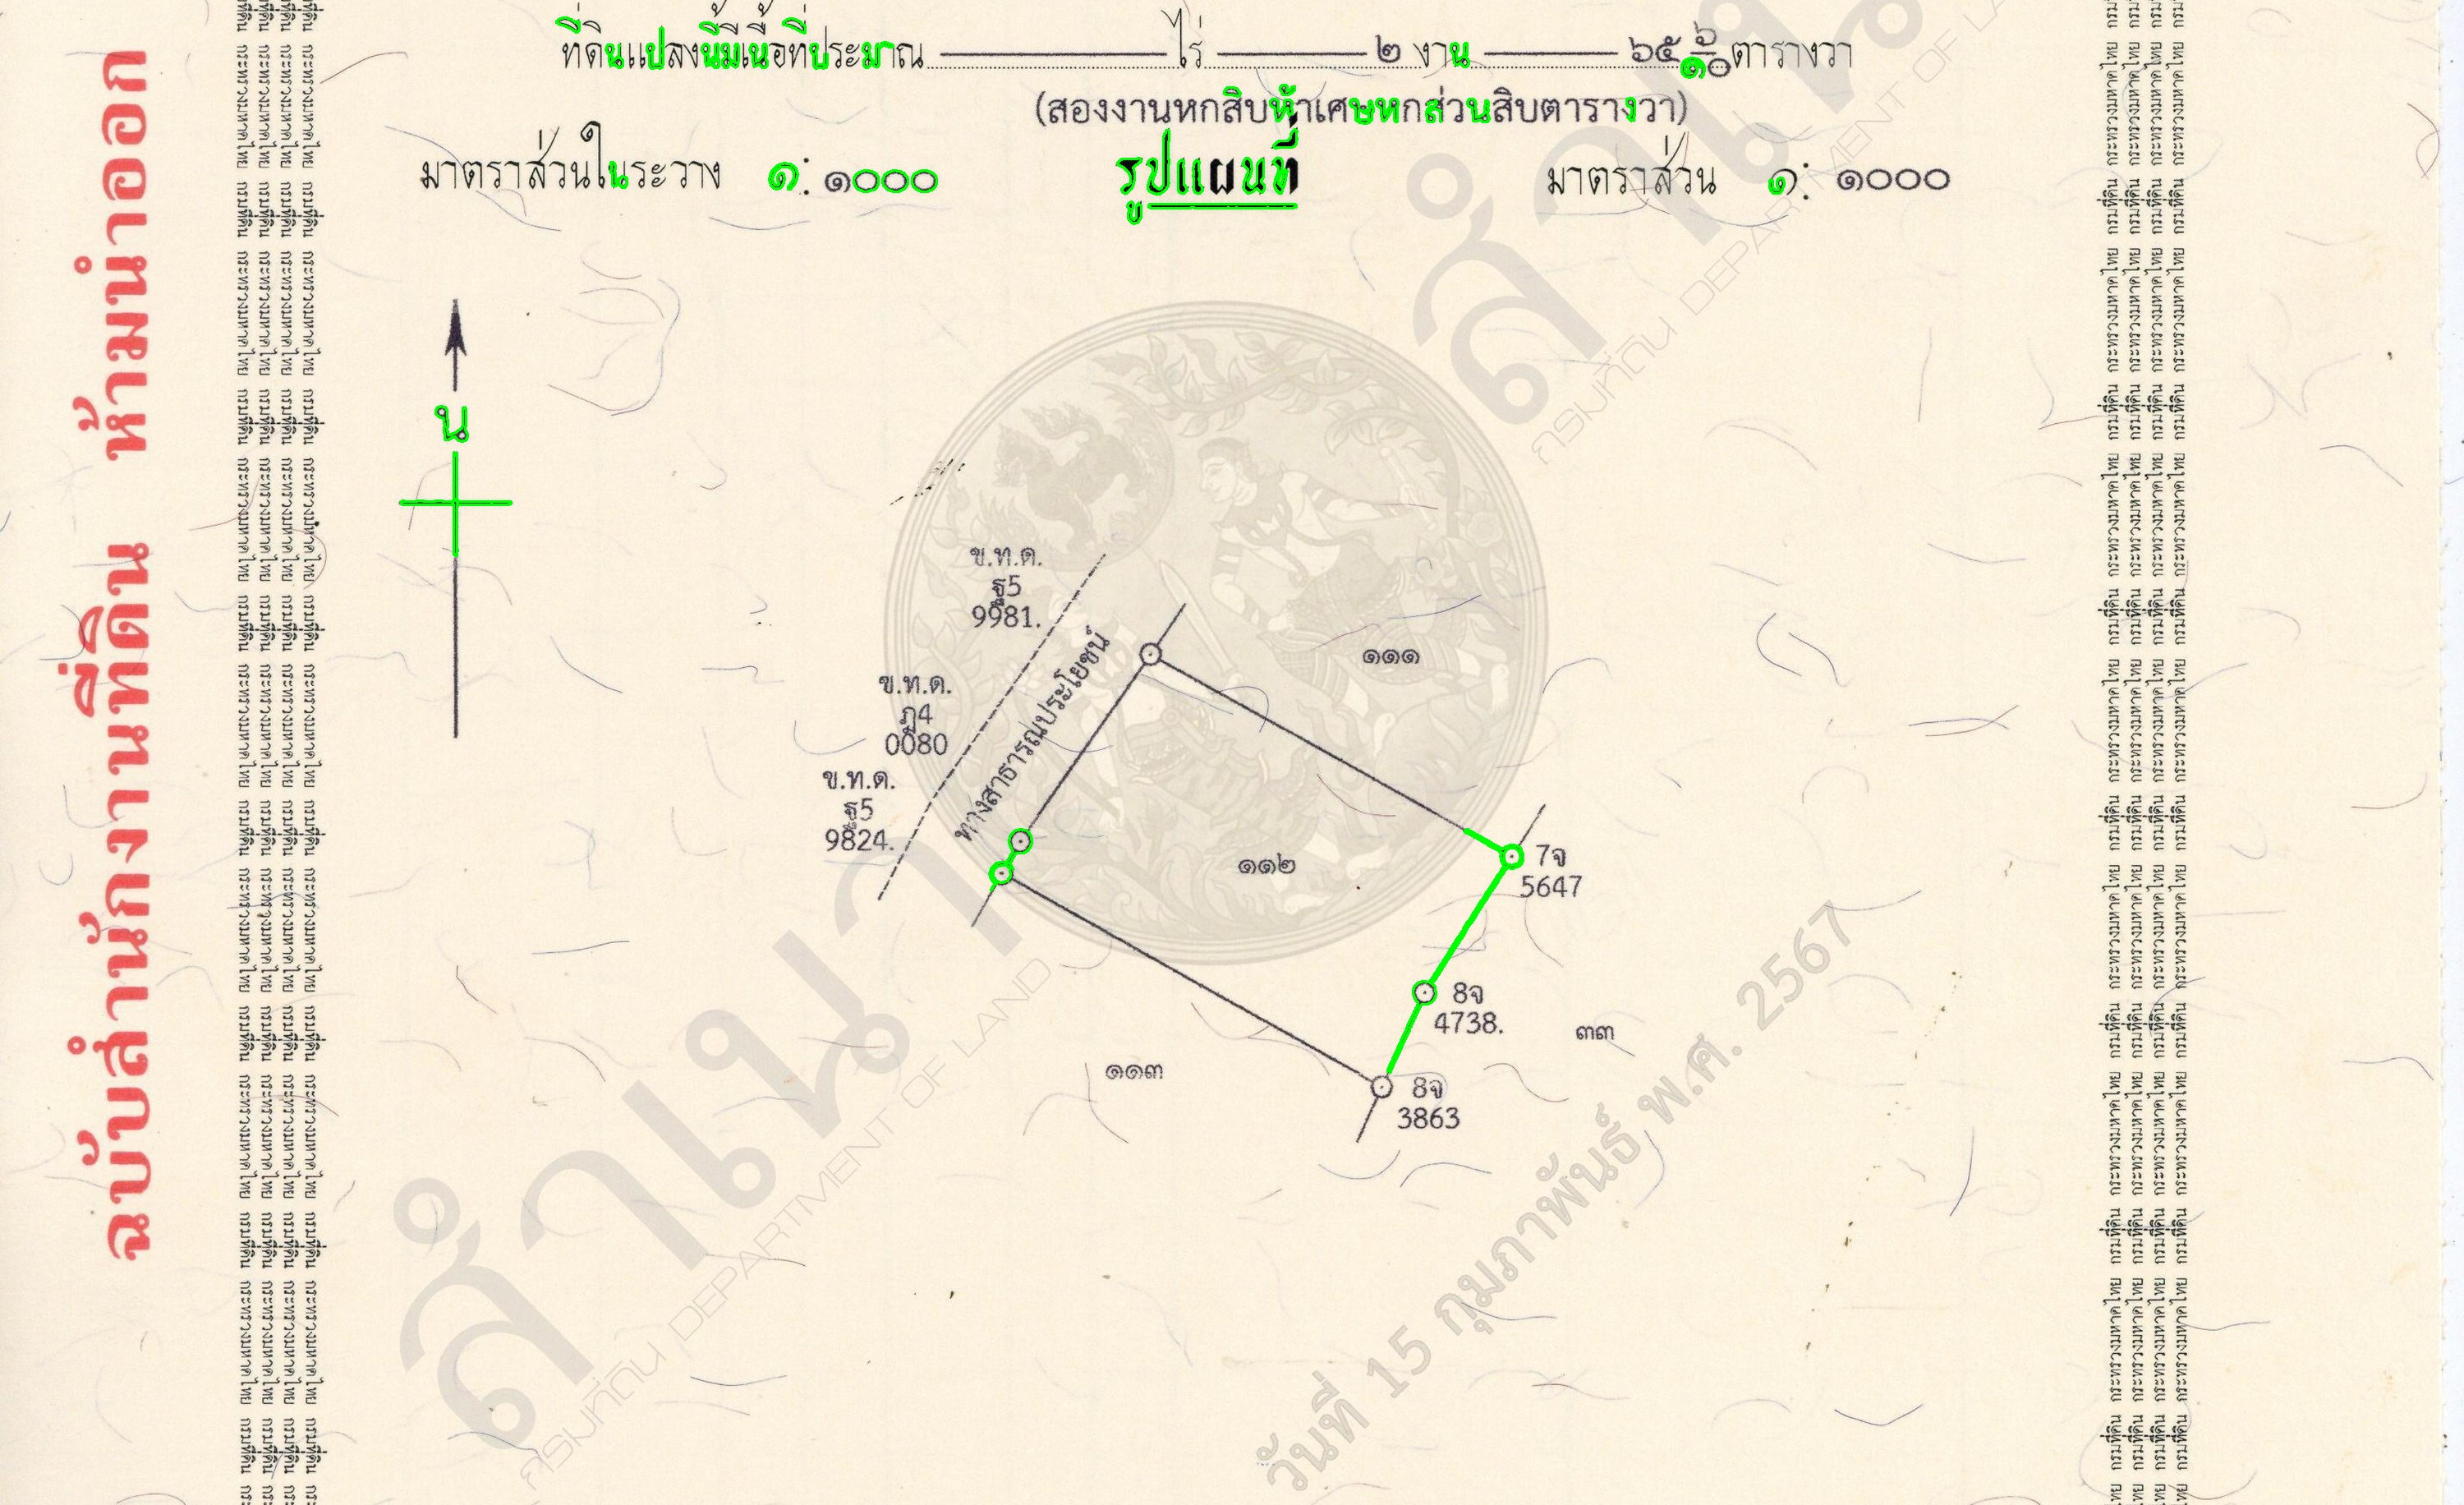 ที่ดินแปลงนี้มีเนื้อที่ประมาณ ไร่ ๒ งาน ๖๕ ๖/๑๐ ตารางวา
(สองงานหกสิบห้าเศษหกส่วนสิบตารางวา)
มาตราส่วนในระวาง ๑: ๑๐๐๐
รูปแผนที่
มาตราส่วน ๑: ๑๐๐๐
น
ข.ท.ด.
ฐ5
9981.
ทางสาธารณประโยชน์
๑๑๑
ข.ท.ด.
ฎ4
0080
ข.ท.ด.
ฐ5
9824.
๑๑๒
7จ
5647
8จ
4738.
๓๓
๑๑๓
8จ
3863
ฉบับสำนักงานที่ดิน ห้ามนำออก
สำเนา
กรมที่ดิน DEPARTMENT OF LAND
วันที่ 15 กุมภาพันธ์ พ.ศ. 2567
กรมที่ดิน กระทรวงมหาดไทย